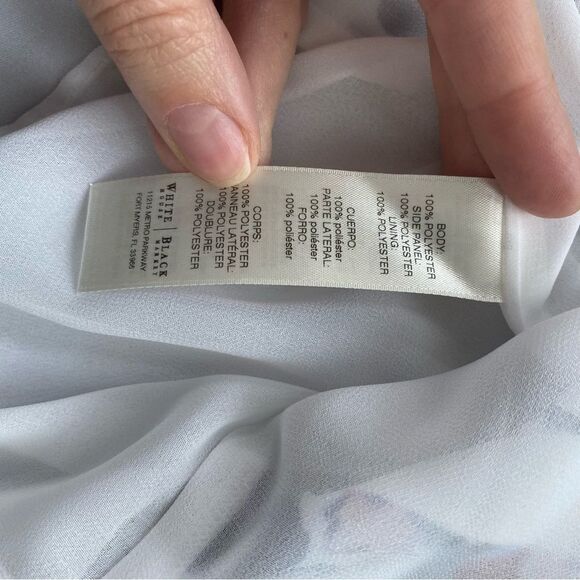 BODY:
100% POLYESTER
SIDE PANEL:
100% POLYESTER
LINING:
100% POLYESTER
CUERPO:
100% poliéster
PARTE LATERAL:
100% poliéster
FORRO:
100% poliéster
CORPS:
100% POLYESTER
PANNEAU LATERAL:
100% POLYESTER
DOUBLURE:
100% POLYESTER
WHITE | BLACK
HOUSE MARKET
11215 METRO PARKWAY
FORT MYERS, FL 33966